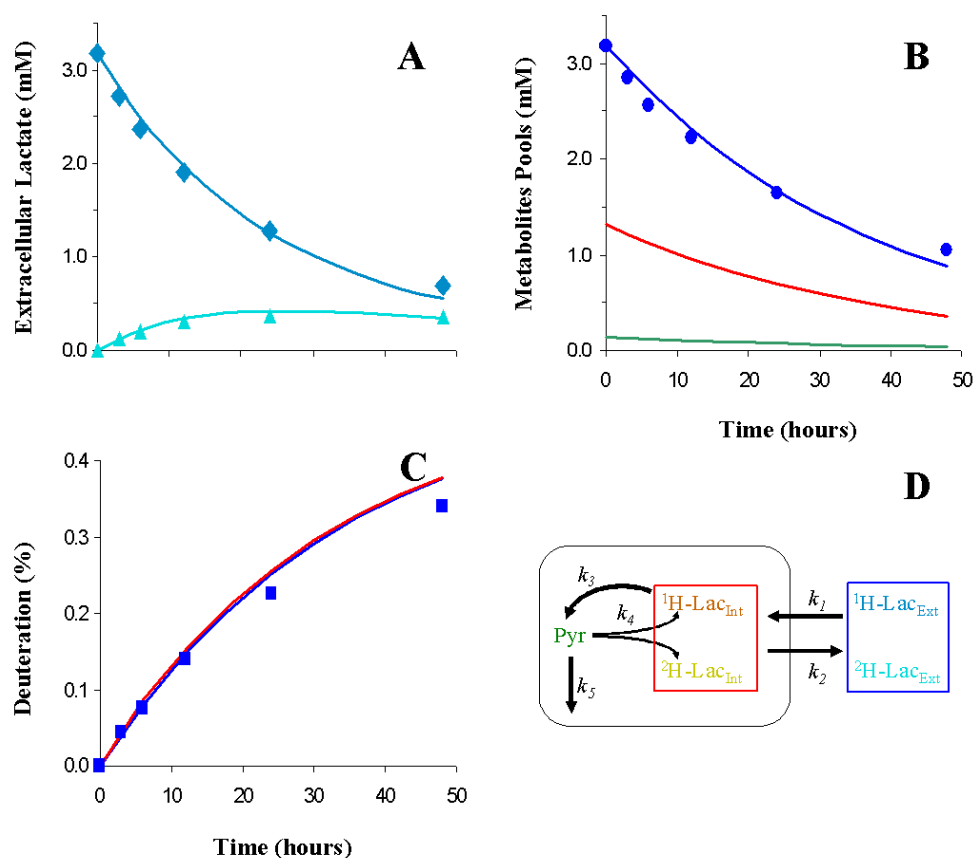 A
Extracellular Lactate (mM)
3.0
2.0
1.0
0.0
B
Metabolites Pools (mM)
3.0
2.0
1.0
0.0
0 10 20 30 40 50
Time (hours)
C
Deuteration (%)
0.4
0.3
0.2
0.1
0.0
0 20 40 50
Time (hours)
D
k3
¹H-LacInt
k1
¹H-LacExt
k4
Pyr
²H-LacInt
k2
²H-LacExt
k5